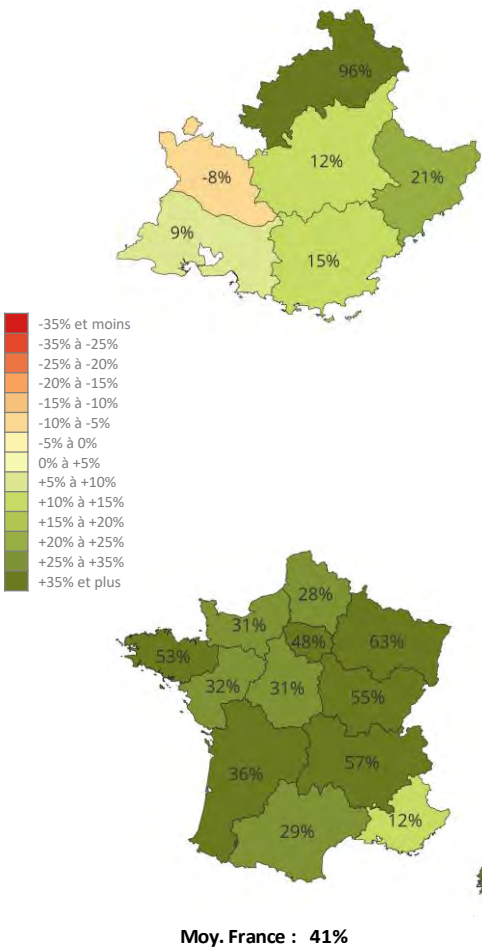 96%
12%
-8%
21%
9%
15%
-35% et moins
-35% à -25%
-25% à -20%
-20% à -15%
-15% à -10%
-10% à -5%
-5% à 0%
0% à +5%
+5% à +10%
+10% à +15%
+15% à +20%
+20% à +25%
+25% à +35%
+35% et plus
28%
31%
48%
63%
53%
32%
31%
55%
36%
57%
12%
29%
Moy. France : 41%